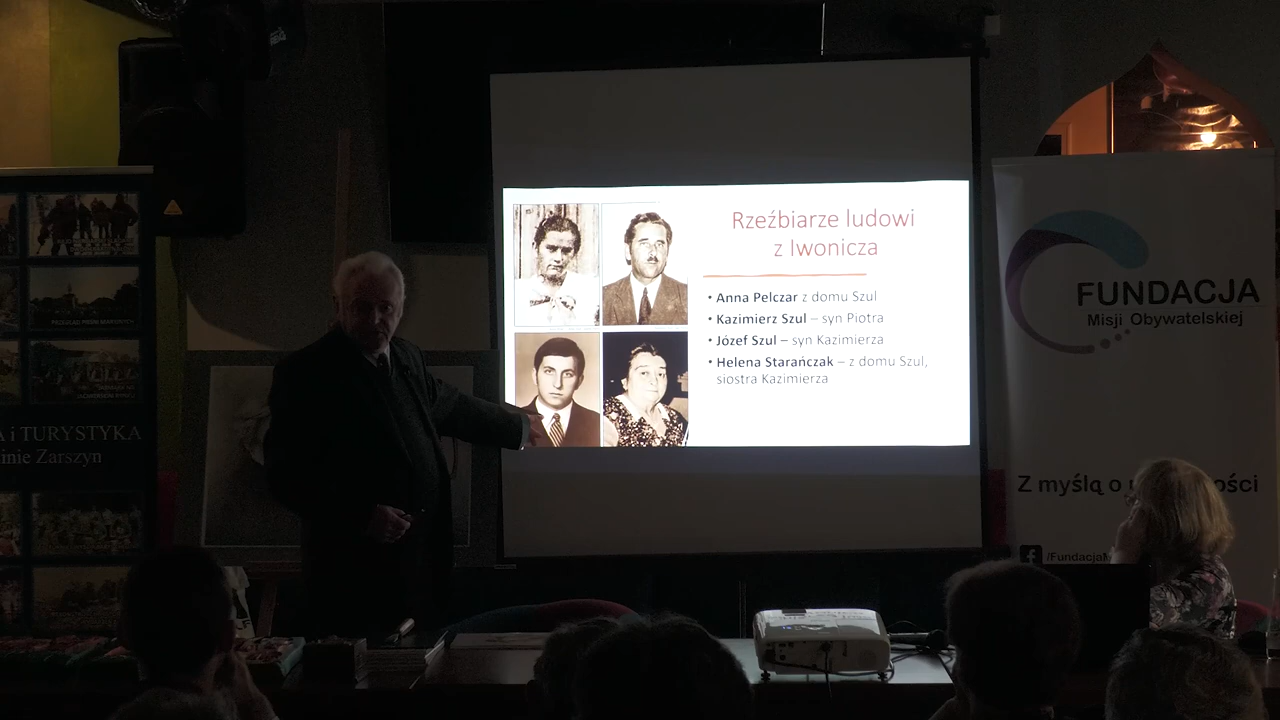 Rzeźbiarze ludowi
z Iwonicza
• Anna Pelczar z domu Szul
• Kazimierz Szul – syn Piotra
• Józef Szul – syn Kazimierza
• Helena Starańczak – z domu Szul,
siostra Kazimierza
i TURYSTYKA
Zarszyn
FUNDACJA
Misji Obywatelskiej
Z myślą o